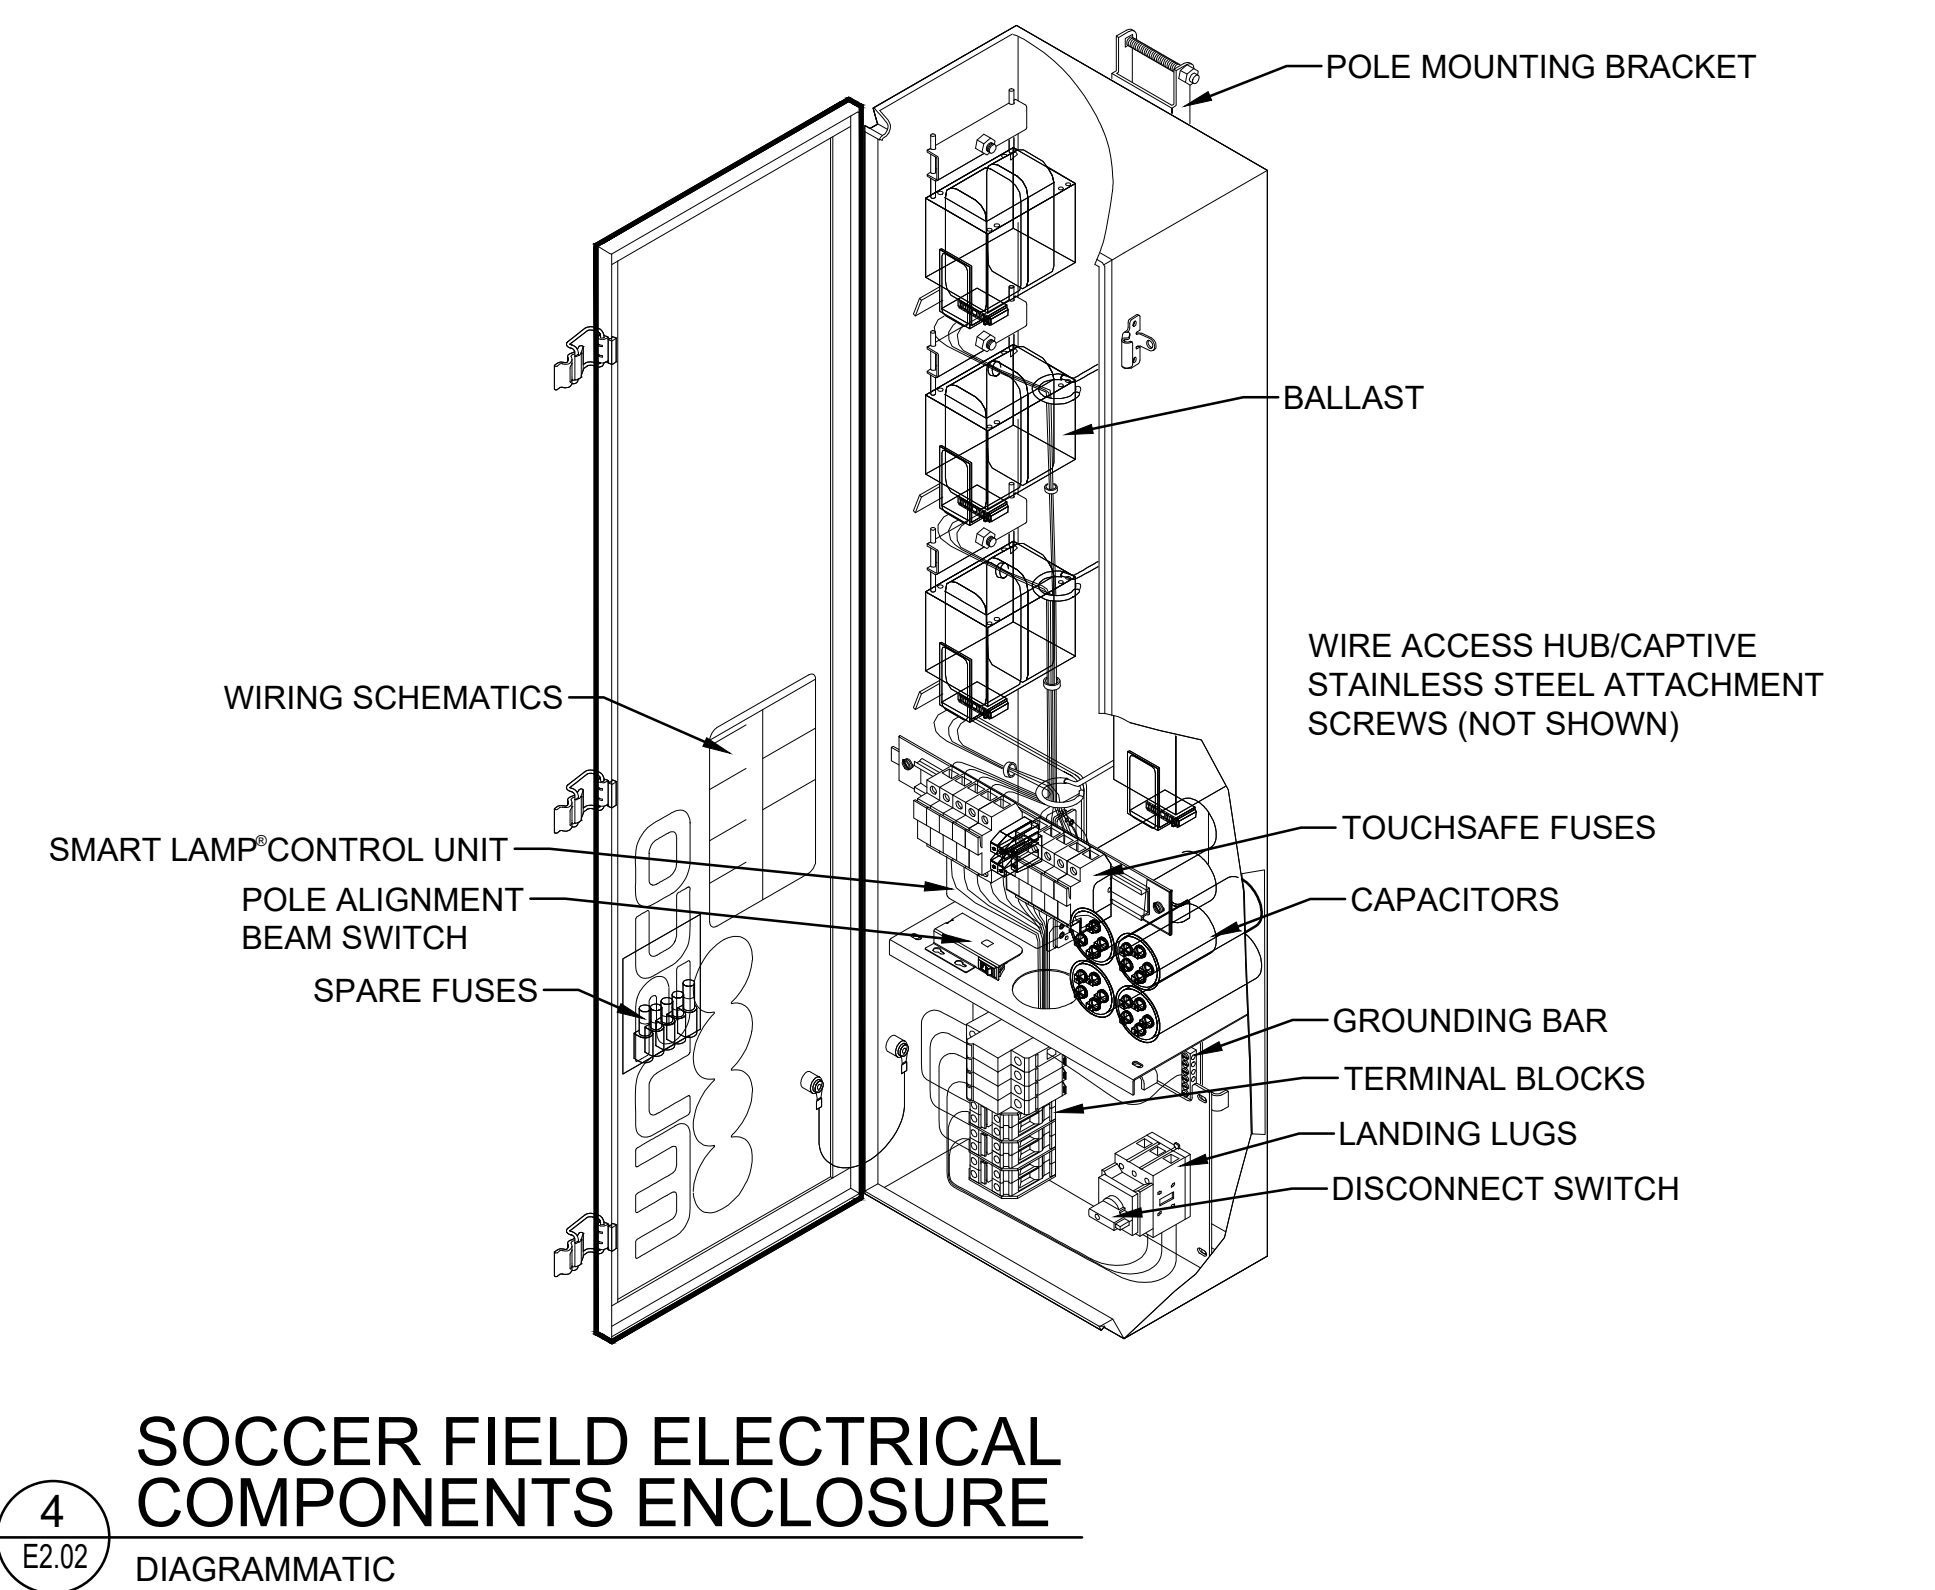 POLE MOUNTING BRACKET
BALLAST
WIRE ACCESS HUB/CAPTIVE
STAINLESS STEEL ATTACHMENT
SCREWS (NOT SHOWN)
WIRING SCHEMATICS
TOUCHSAFE FUSES
SMART LAMP® CONTROL UNIT
POLE ALIGNMENT
BEAM SWITCH
CAPACITORS
SPARE FUSES
GROUNDING BAR
TERMINAL BLOCKS
LANDING LUGS
DISCONNECT SWITCH
MUSCO
SOCCER FIELD ELECTRICAL
COMPONENTS ENCLOSURE
4
E2.02
DIAGRAMMATIC